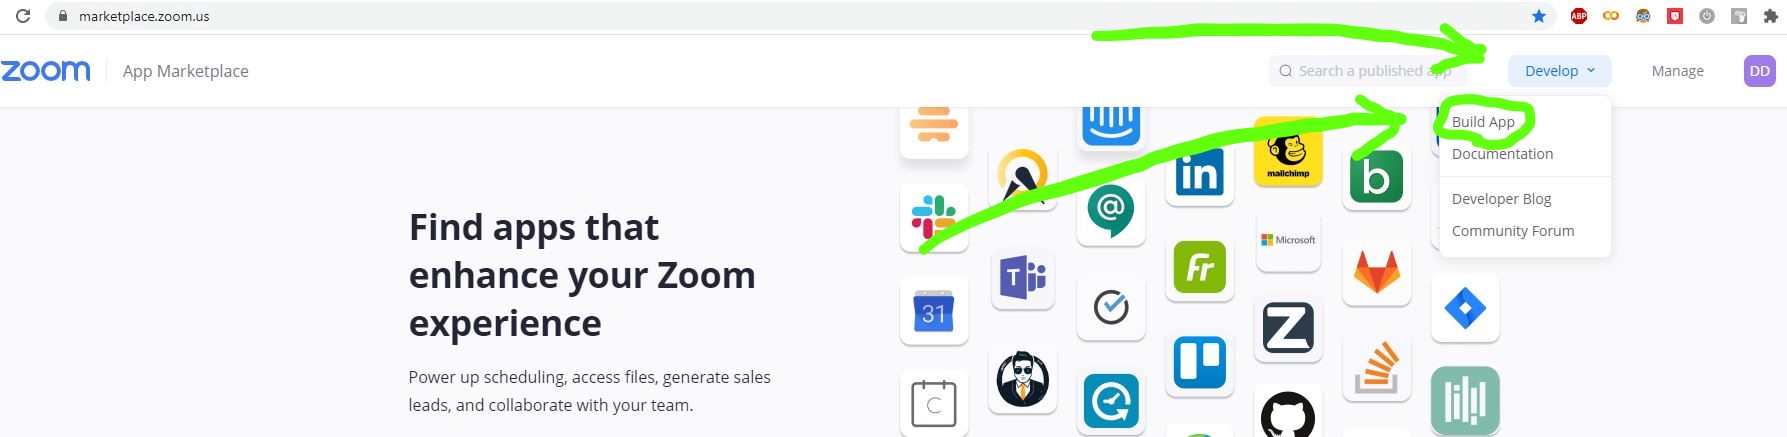 marketplace.zoom.us
ABP
zoom App Marketplace
Search a published app
Develop
Manage
DD
Build App
Documentation
Developer Blog
Community Forum
Find apps that
enhance your Zoom
experience
Power up scheduling, access files, generate sales
leads, and collaborate with your team.
mailchimp
in
b
@
Microsoft
T
Fr
31
Z
C